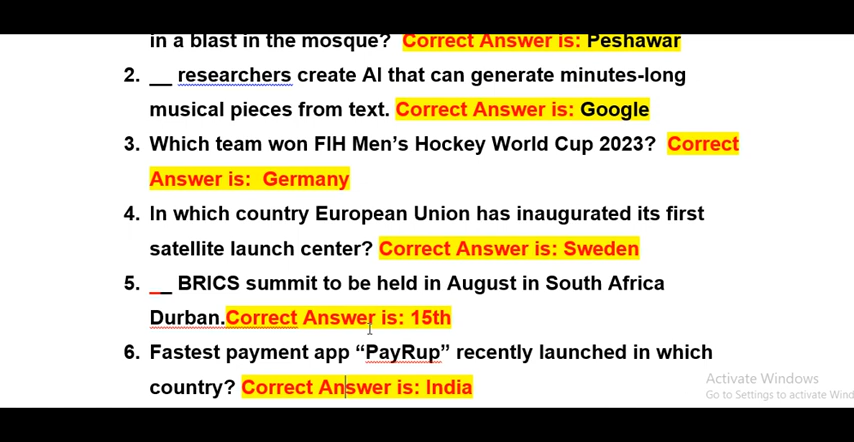 in a blast in the mosque?  Correct Answer is: Peshawar
2. __ researchers create AI that can generate minutes-long
musical pieces from text. Correct Answer is: Google
3. Which team won FIH Men’s Hockey World Cup 2023?  Correct
Answer is:  Germany
4. In which country European Union has inaugurated its first
satellite launch center? Correct Answer is: Sweden
5. __ BRICS summit to be held in August in South Africa
Durban.Correct Answer is: 15th
6. Fastest payment app “PayRup” recently launched in which
country? Correct Answer is: India
Activate Windows
Go to Settings to activate Wind